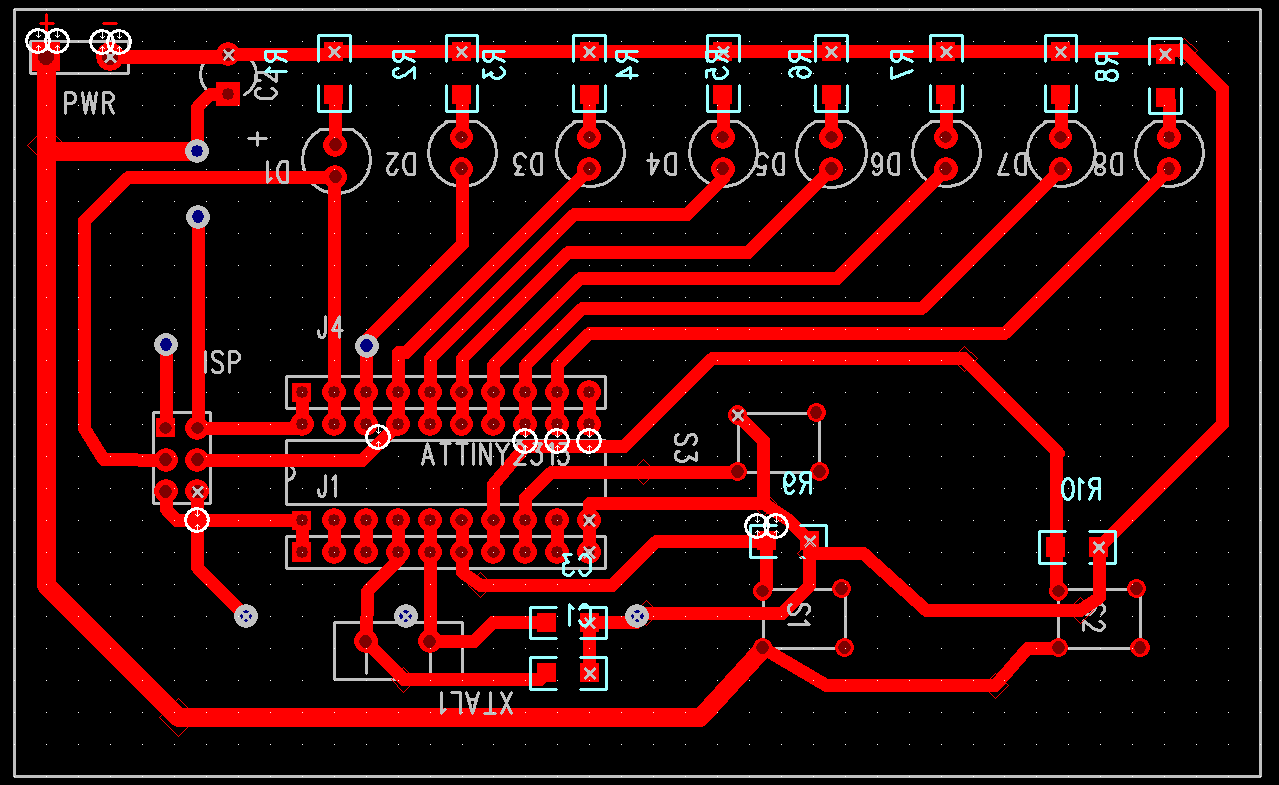 + −
R1 R2 R3 R4 R5 R6 R7 R8
PWR
C4
+
D1 D2 D3 D4 D5 D6 D7 D8
J4
ISP
ATTINY2313
S3
J1
R9
R10
C3
C1
S1
S2
XTAL1